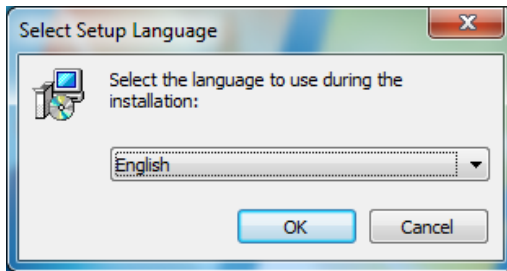 Select Setup Language
Select the language to use during the
installation:
English
OK
Cancel